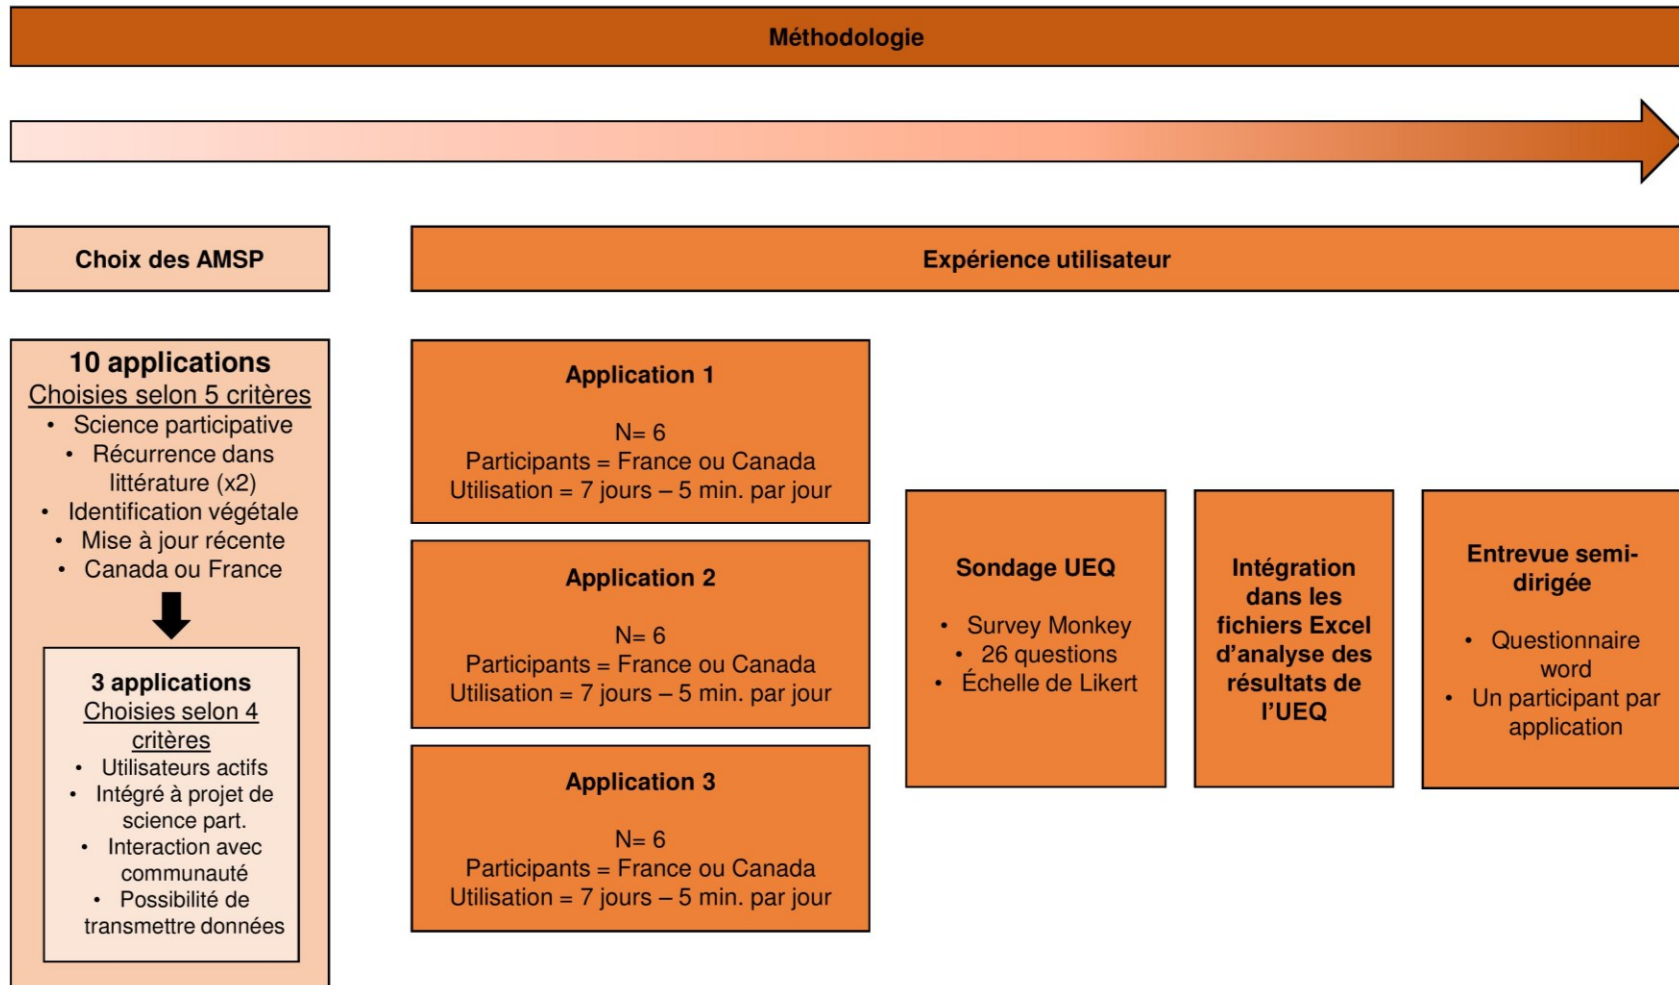 Méthodologie
Choix des AMSP
Expérience utilisateur
10 applications
Choisies selon 5 critères
• Science participative
• Récurrence dans
littérature (x2)
• Identification végétale
• Mise à jour récente
• Canada ou France
3 applications
Choisies selon 4
critères
• Utilisateurs actifs
• Intégré à projet de
science part.
• Interaction avec
communauté
• Possibilité de
transmettre données
Application 1
N= 6
Participants = France ou Canada
Utilisation = 7 jours – 5 min. par jour
Application 2
N= 6
Participants = France ou Canada
Utilisation = 7 jours – 5 min. par jour
Application 3
N= 6
Participants = France ou Canada
Utilisation = 7 jours – 5 min. par jour
Sondage UEQ
• Survey Monkey
• 26 questions
• Échelle de Likert
Intégration
dans les
fichiers Excel
d’analyse des
résultats de
l’UEQ
Entrevue semi-
dirigée
• Questionnaire
word
• Un participant par
application